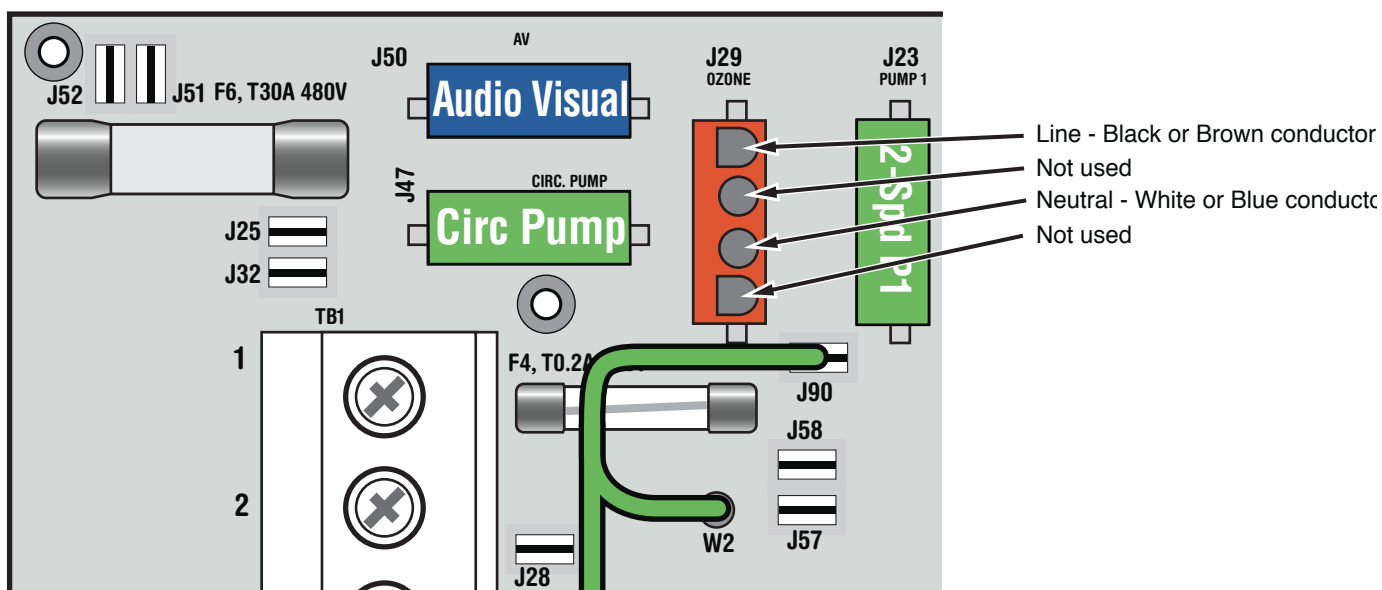 AV
J50
J29
OZONE
J23
PUMP 1
J52
J51 F6, T30A 480V
Audio Visual
Line - Black or Brown conductor
Not used
Neutral - White or Blue conducto
Not used
J47
CIRC. PUMP
Circ Pump
2-Spd P1
J25
J32
TB1
1
F4, T0.2A
J90
J58
2
W2
J57
J28